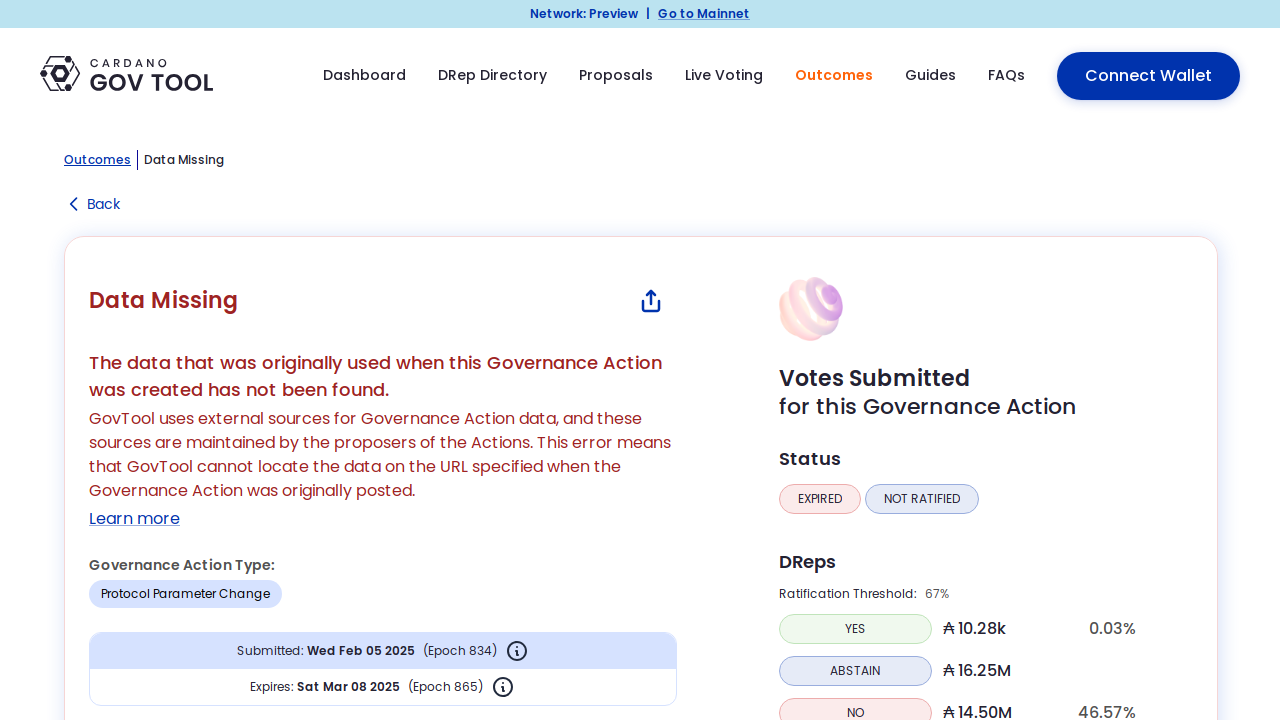 Network: Preview | Go to Mainnet
CARDANO
GOV TOOL
Dashboard DRep Directory Proposals Live Voting Outcomes Guides FAQs Connect Wallet
Outcomes | Data Missing
Back
Data Missing
The data that was originally used when this Governance Action
was created has not been found.
GovTool uses external sources for Governance Action data, and these
sources are maintained by the proposers of the Actions. This error means
that GovTool cannot locate the data on the URL specified when the
Governance Action was originally posted.
Learn more
Governance Action Type:
Protocol Parameter Change
Submitted: Wed Feb 05 2025 (Epoch 834)
Expires: Sat Mar 08 2025 (Epoch 865)
Votes Submitted
for this Governance Action
Status
EXPIRED NOT RATIFIED
DReps
Ratification Threshold: 67%
YES ₳ 10.28k 0.03%
ABSTAIN ₳ 16.25M
NO ₳ 14.50M 46.57%